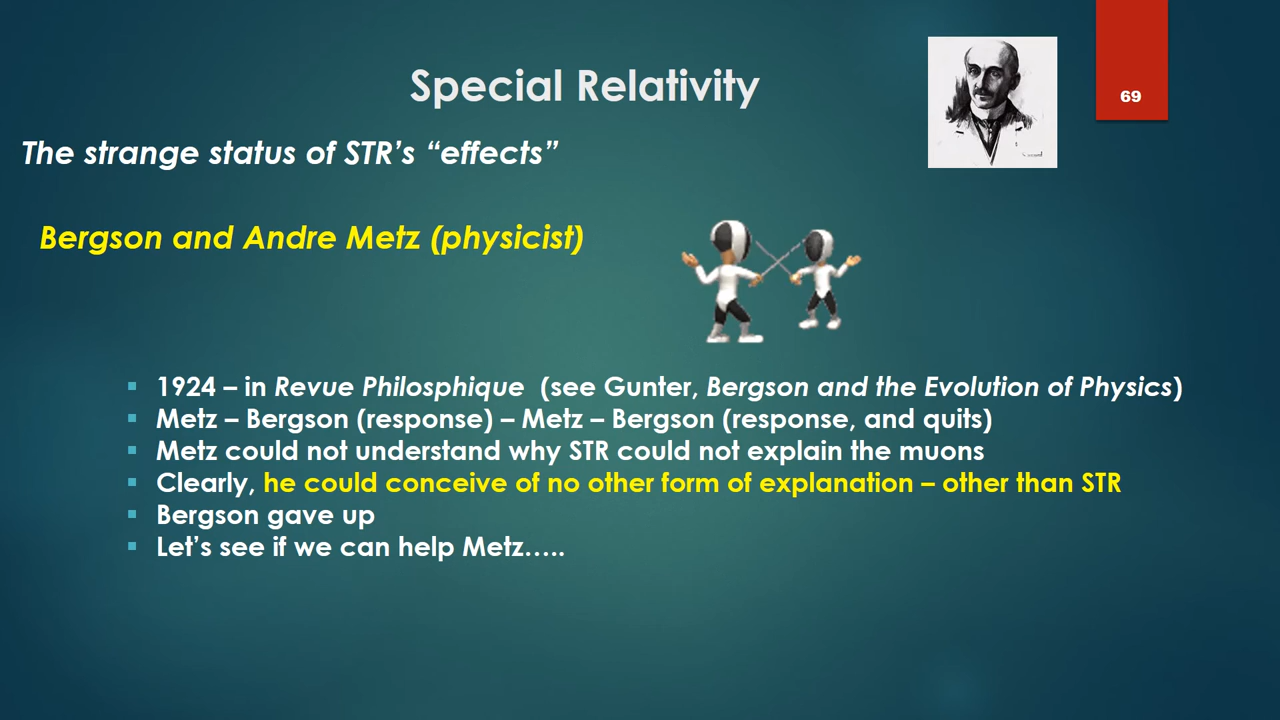 Special Relativity
69
The strange status of STR's “effects”
Bergson and Andre Metz (physicist)
1924 – in Revue Philosphique (see Gunter, Bergson and the Evolution of Physics)
Metz – Bergson (response) – Metz – Bergson (response, and quits)
Metz could not understand why STR could not explain the muons
Clearly, he could conceive of no other form of explanation – other than STR
Bergson gave up
Let's see if we can help Metz.....